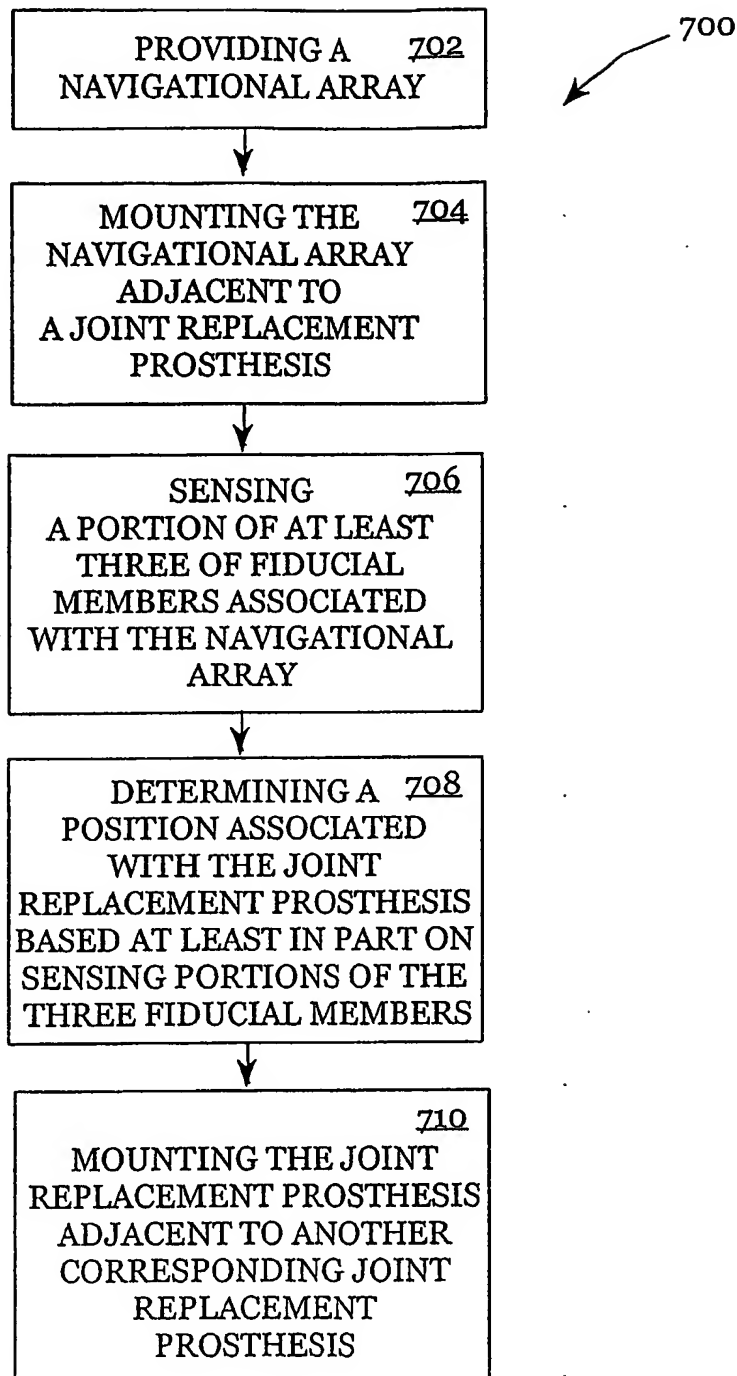 700
PROVIDING A 702
NAVIGATIONAL ARRAY
MOUNTING THE 704
NAVIGATIONAL ARRAY
ADJACENT TO
A JOINT REPLACEMENT
PROSTHESIS
SENSING 706
A PORTION OF AT LEAST
THREE OF FIDUCIAL
MEMBERS ASSOCIATED
WITH THE NAVIGATIONAL
ARRAY
DETERMINING A 708
POSITION ASSOCIATED
WITH THE JOINT
REPLACEMENT PROSTHESIS
BASED AT LEAST IN PART ON
SENSING PORTIONS OF THE
THREE FIDUCIAL MEMBERS
710
MOUNTING THE JOINT
REPLACEMENT PROSTHESIS
ADJACENT TO ANOTHER
CORRESPONDING JOINT
REPLACEMENT
PROSTHESIS